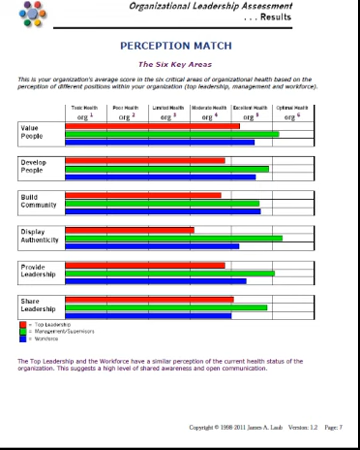 Organizational Leadership Assessment
. . . Results
PERCEPTION MATCH
The Six Key Areas
This is your organization's average score in the six critical areas of organizational health based on the
perception of different positions within your organization (top leadership, management and workforce).
Toxic Health Poor Health Limited Health Moderate Health Excellent Health Optimal Health
org 1 org 2 org 3 org 4 org 5 org 6
Value
People
Develop
People
Build
Community
Display
Authenticity
Provide
Leadership
Share
Leadership
= Top Leadership
= Management/Supervisors
= Workforce
The Top Leadership and the Workforce have a similar perception of the current health status of the
organization. This suggests a high level of shared awareness and open communication.
Copyright © 1998-2011 James A. Laub Version: 3.2 Page: 7